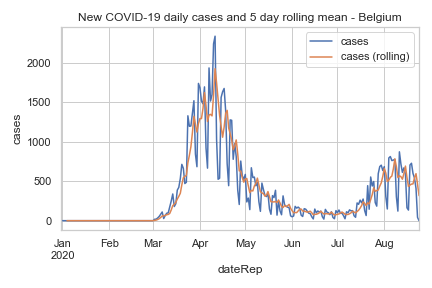 New COVID-19 daily cases and 5 day rolling mean - Belgium
cases
cases (rolling)
cases
2000
1500
1000
500
0
Jan Feb Mar Apr May Jun Jul Aug
2020
dateRep